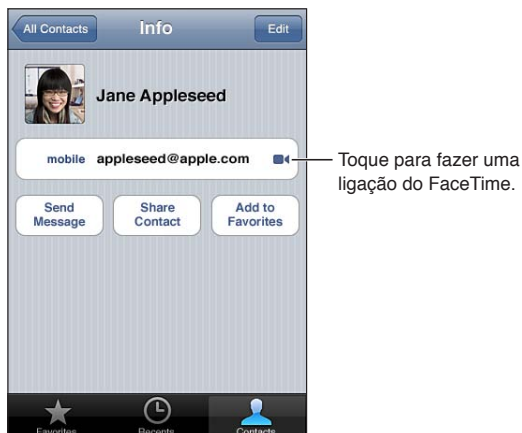 All Contacts
Info
Edit
Jane Appleseed
mobile appleseed@apple.com
Toque para fazer uma
ligação do FaceTime.
Send
Message
Share
Contact
Add to
Favorites
Favorites
Recents
Contacts